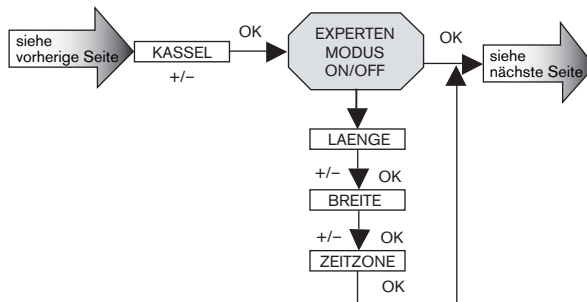 siehe
vorherige Seite
KASSEL
+/–
OK
EXPERTEN
MODUS
ON/OFF
OK
siehe
nächste Seite
LAENGE
+/–
OK
BREITE
+/–
OK
ZEITZONE
OK